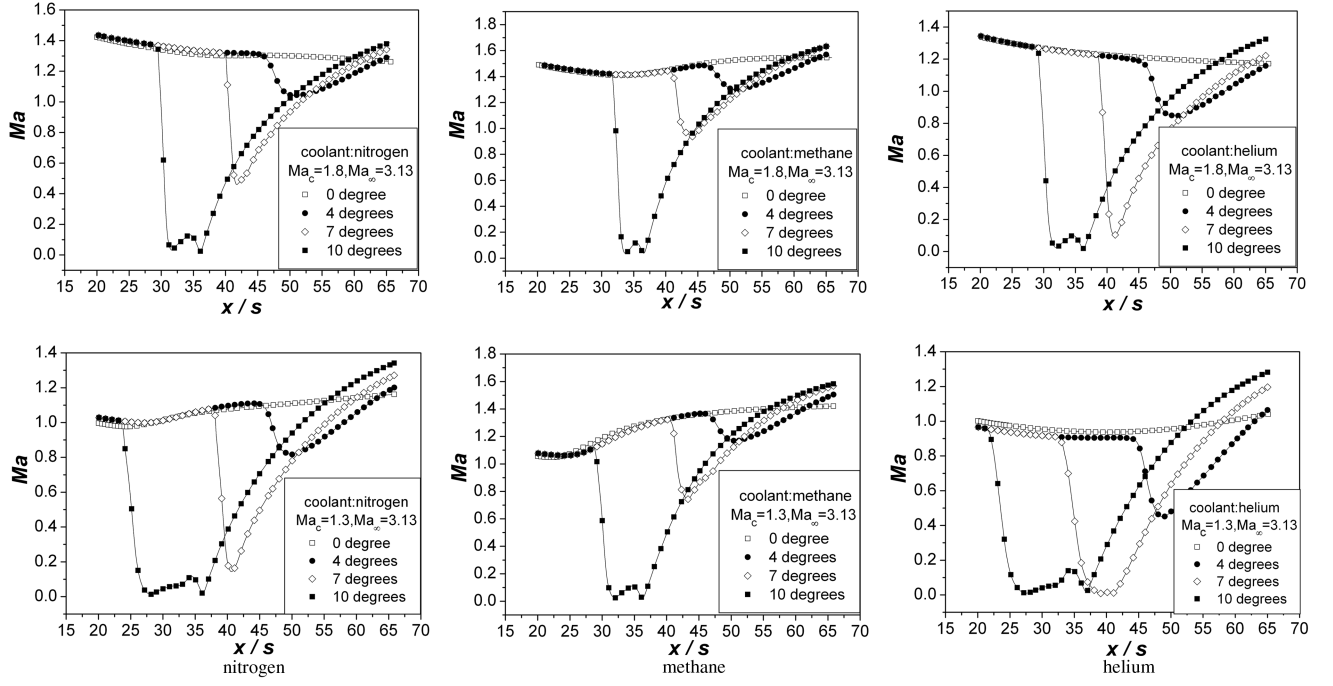 1.6
1.4
1.2
1.0
0.8
0.6
0.4
0.2
0.0
Ma
coolant:nitrogen
Ma_c=1.8,Ma_∞=3.13
0 degree
4 degrees
7 degrees
10 degrees
15 20 25 30 35 40 45 50 55 60 65 70
x / s
1.8
1.6
1.4
1.2
1.0
0.8
0.6
0.4
0.2
0.0
Ma
coolant:methane
Ma_c=1.8,Ma_∞=3.13
0 degree
4 degrees
7 degrees
10 degrees
15 20 25 30 35 40 45 50 55 60 65 70
x / s
1.4
1.2
1.0
0.8
0.6
0.4
0.2
0.0
Ma
coolant:helium
Ma_c=1.8,Ma_∞=3.13
0 degree
4 degrees
7 degrees
10 degrees
15 20 25 30 35 40 45 50 55 60 65 70
x / s
1.4
1.2
1.0
0.8
0.6
0.4
0.2
0.0
Ma
coolant:nitrogen
Ma_c=1.3,Ma_∞=3.13
0 degree
4 degrees
7 degrees
10 degrees
15 20 25 30 35 40 45 50 55 60 65 70
x / s
nitrogen
1.8
1.6
1.4
1.2
1.0
0.8
0.6
0.4
0.2
0.0
Ma
coolant:methane
Ma_c=1.3,Ma_∞=3.13
0 degree
4 degrees
7 degrees
10 degrees
15 20 25 30 35 40 45 50 55 60 65 70
x / s
methane
1.4
1.2
1.0
0.8
0.6
0.4
0.2
0.0
Ma
coolant:helium
Ma_c=1.3,Ma_∞=3.13
0 degree
4 degrees
7 degrees
10 degrees
15 20 25 30 35 40 45 50 55 60 65 70
x / s
helium